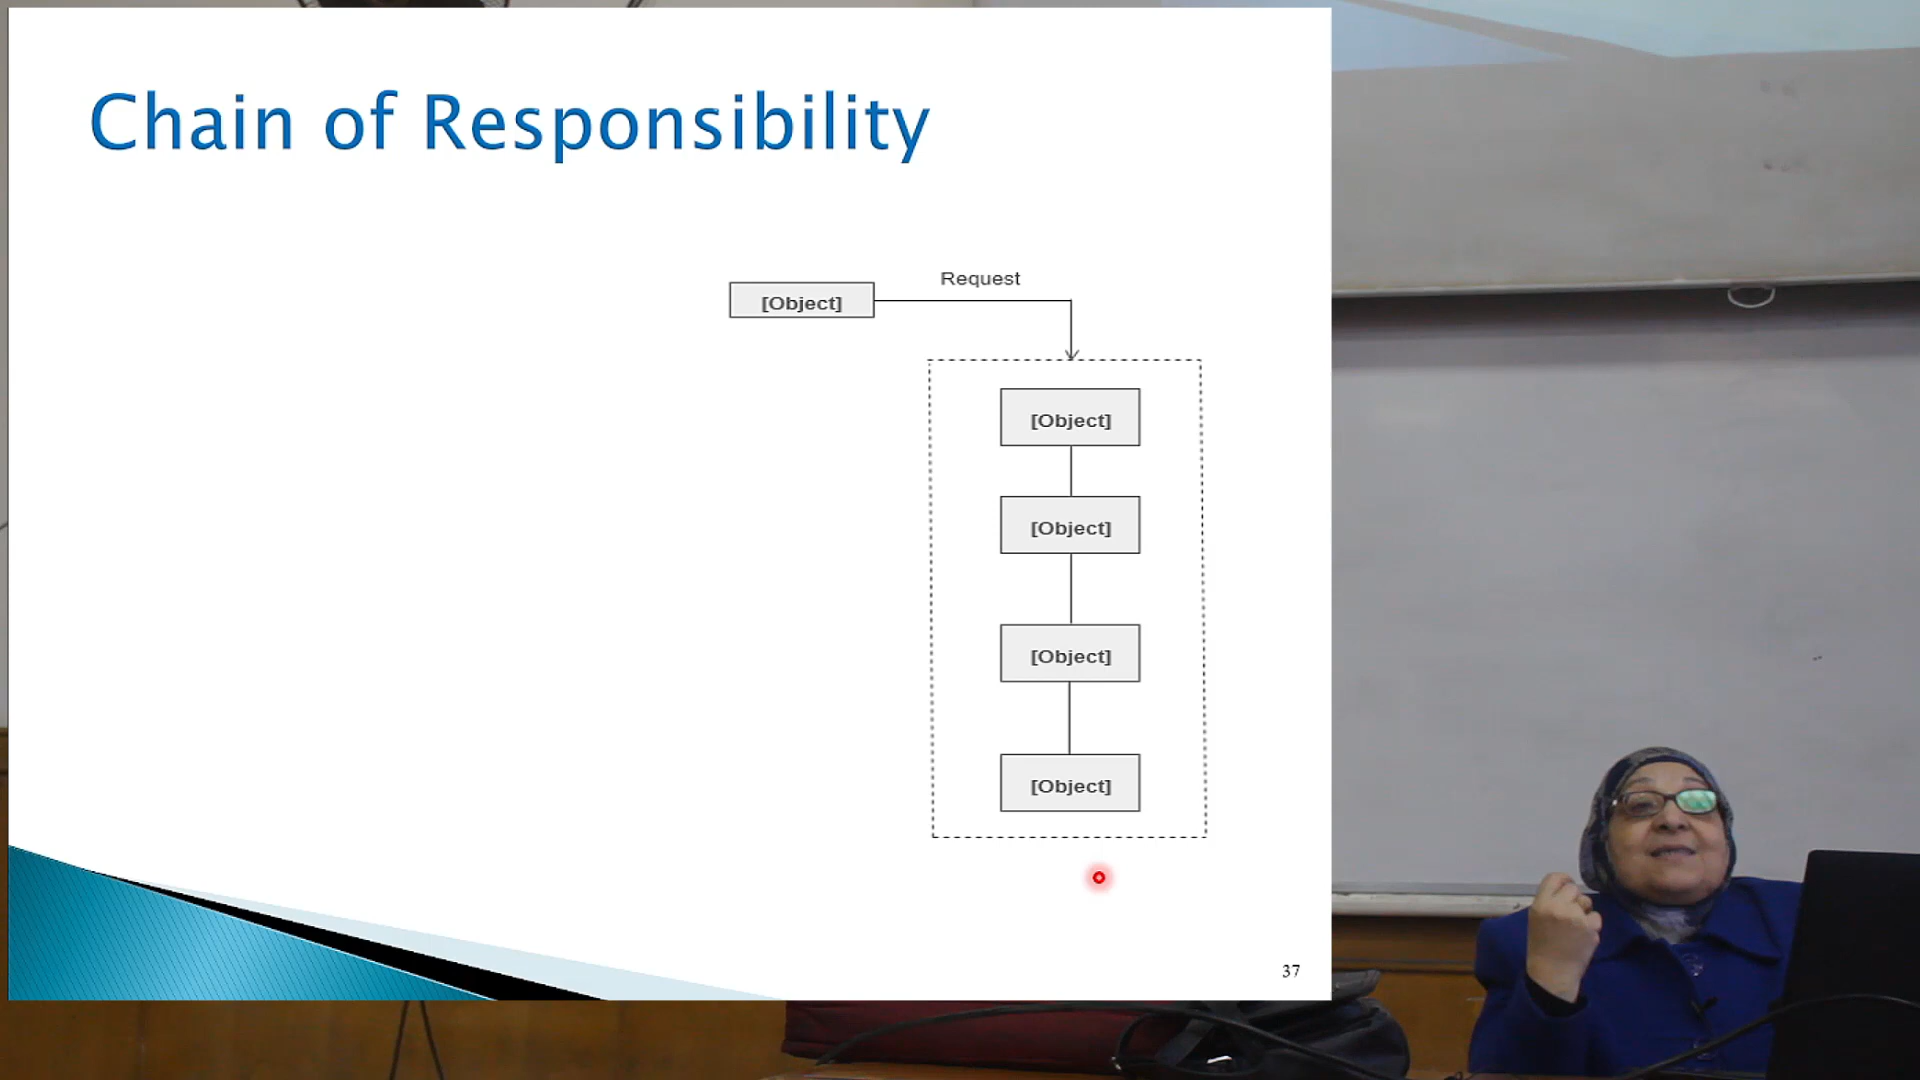 Chain of Responsibility
Request
[Object]
[Object]
[Object]
[Object]
[Object]
37